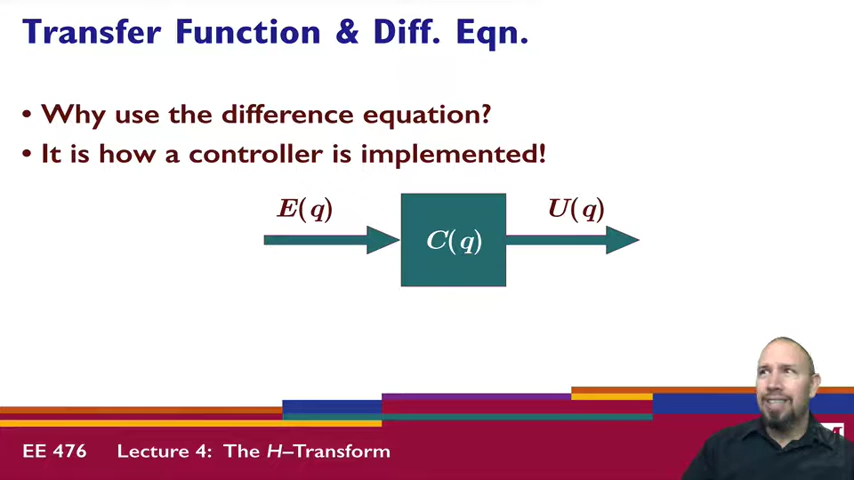 Transfer Function & Diff. Eqn.
• Why use the difference equation?
• It is how a controller is implemented!
E(q)
U(q)
C(q)
EE 476 Lecture 4: The H–Transform